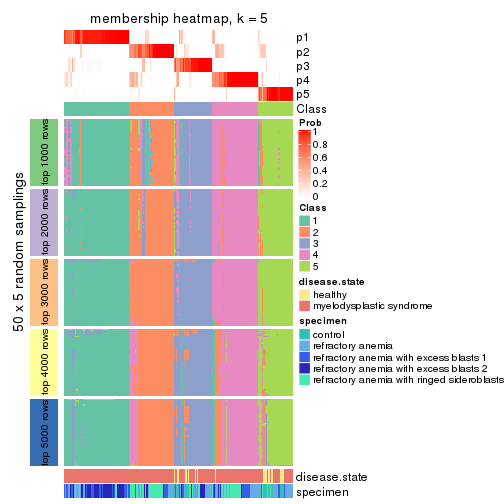 membership heatmap, k = 5
p1
p2
p3
p4
p5
Class
50 x 5 random samplings
top 1000 rows
top 2000 rows
top 3000 rows
top 4000 rows
top 5000 rows
disease.state
specimen
Prob
1
0.8
0.6
0.4
0.2
0
Class
1
2
3
4
5
disease.state
healthy
myelodysplastic syndrome
specimen
control
refractory anemia
refractory anemia with excess blasts 1
refractory anemia with excess blasts 2
refractory anemia with ringed sideroblasts